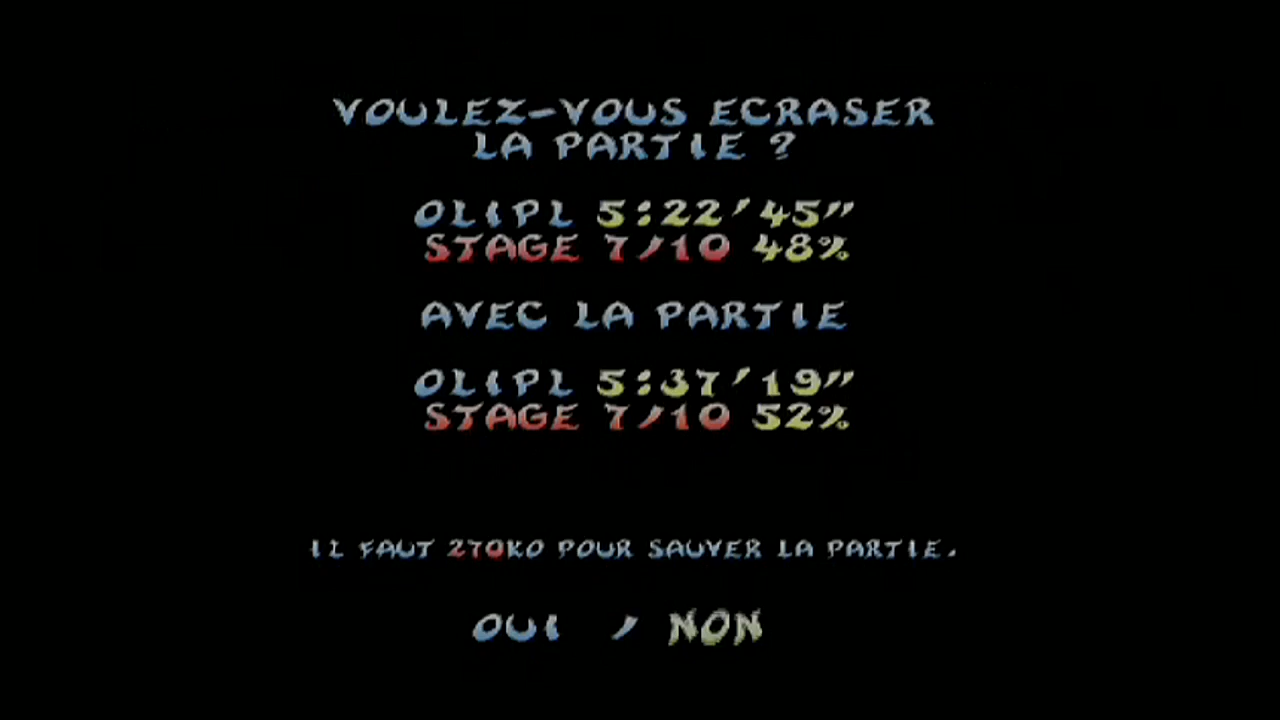 VOULEZ-VOUS ECRASER
LA PARTIE ?
OLIPL 5:22'45"
STAGE 7/10 48%
AVEC LA PARTIE
OLIPL 5:37'19"
STAGE 7/10 52%
IL FAUT 270KO POUR SAUVER LA PARTIE.
OUI / NON